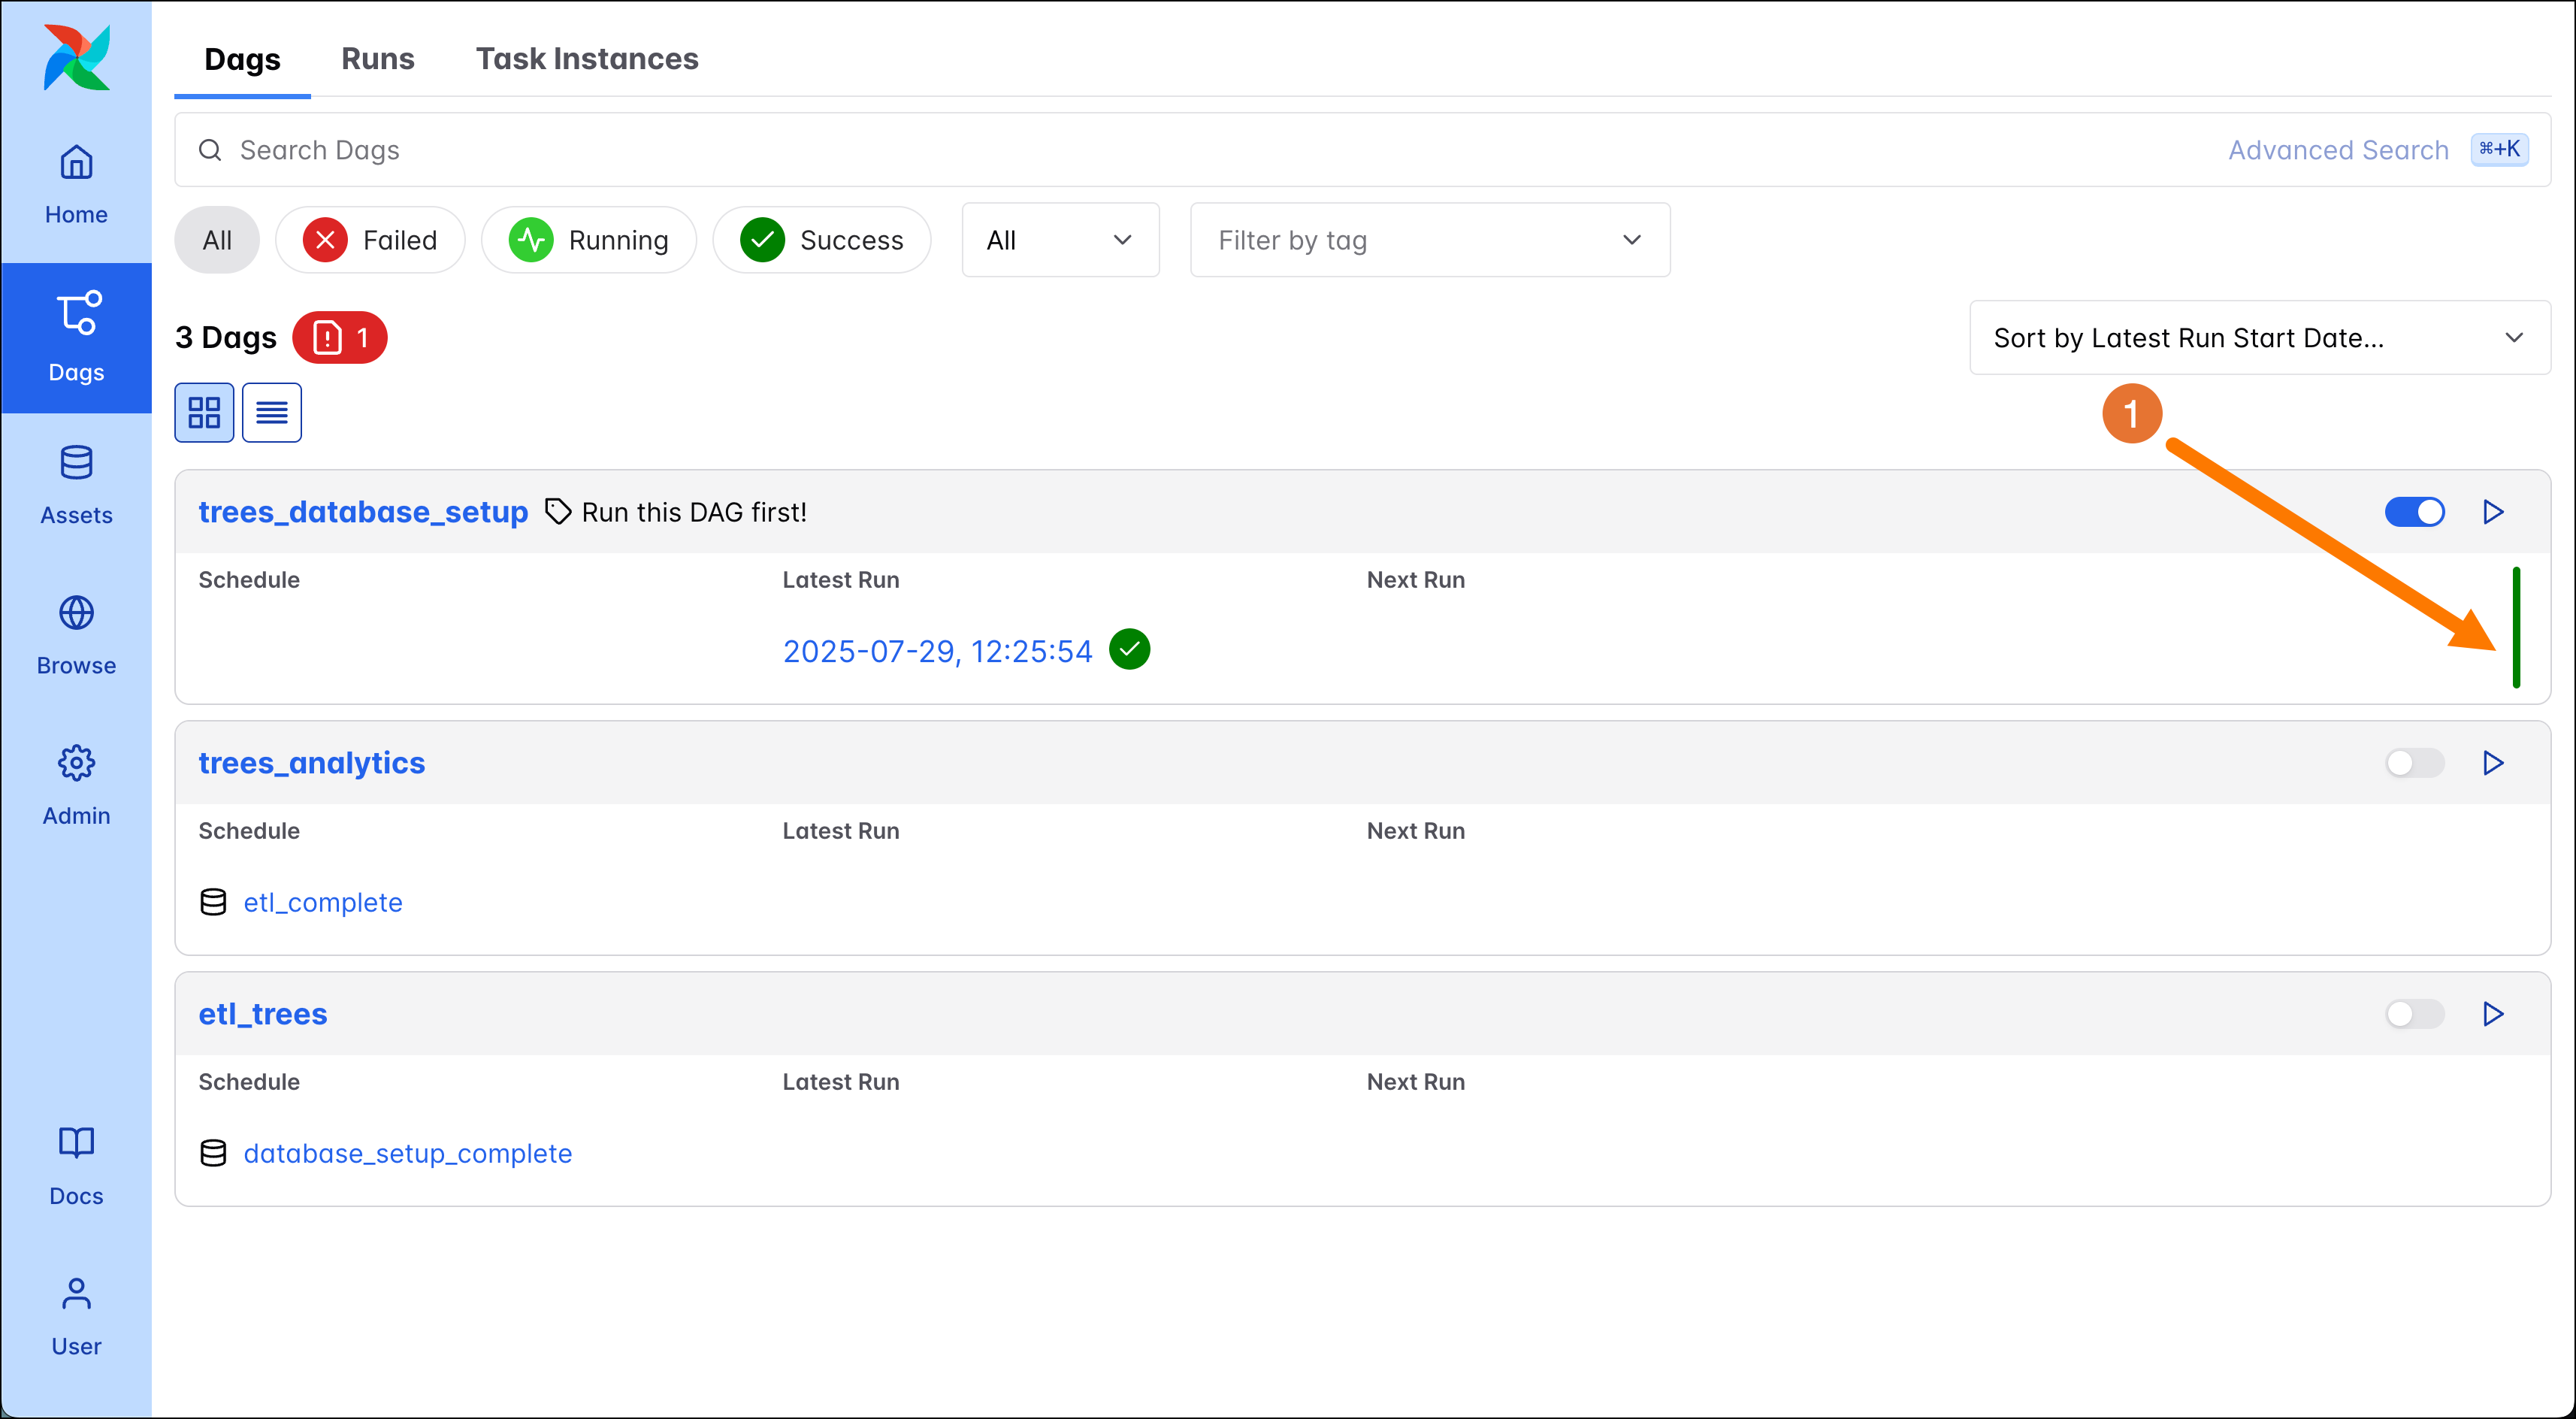 Dags Runs Task Instances
Search Dags Advanced Search ⌘+K
All Failed Running Success All Filter by tag
3 Dags 1 Sort by Latest Run Start Date...
1
trees_database_setup Run this DAG first!
Schedule Latest Run Next Run
2025-07-29, 12:25:54
trees_analytics
Schedule Latest Run Next Run
etl_complete
etl_trees
Schedule Latest Run Next Run
database_setup_complete
Home
Dags
Assets
Browse
Admin
Docs
User